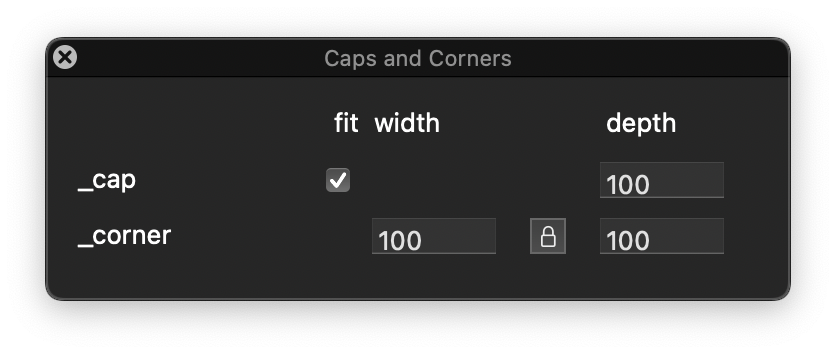 Caps and Corners
fit width depth
_cap 100
_corner 100 100